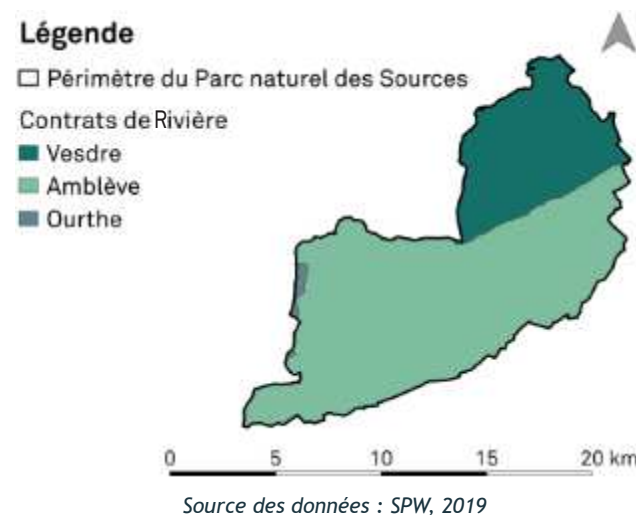 Légende
Périmètre du Parc naturel des Sources
Contrats de Rivière
Vesdre
Amblève
Ourthe
0 5 10 15 20 km
Source des données : SPW, 2019